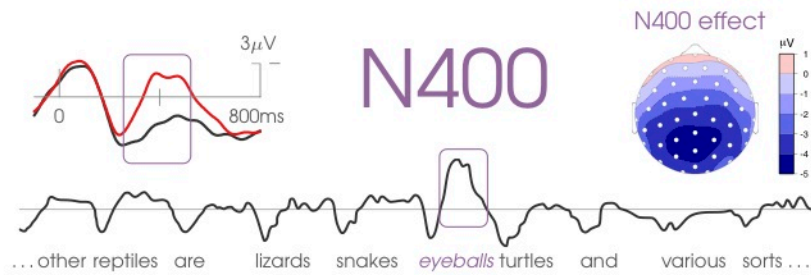 N400
N400 effect
3μV
0
800ms
μV
1
0
-1
-2
-3
-4
-5
... other reptiles are lizards snakes eyeballs turtles and various sorts ...